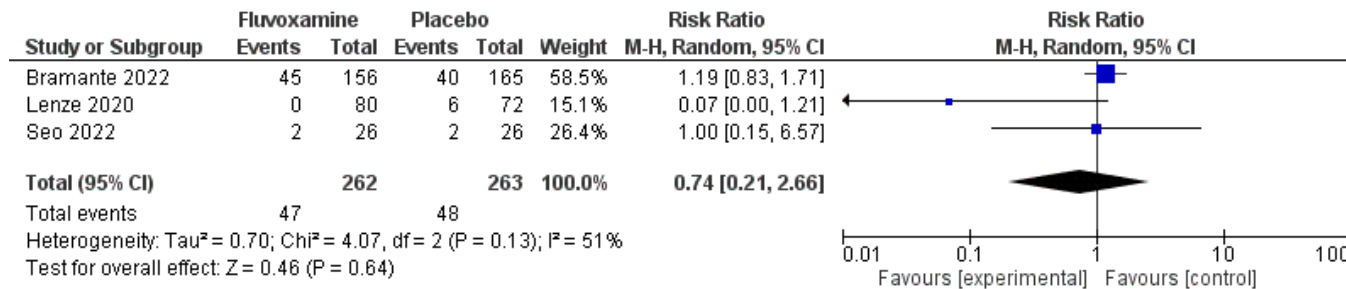 Fluvoxamine Placebo Risk Ratio Risk Ratio
Study or Subgroup Events Total Events Total Weight M-H, Random, 95% CI M-H, Random, 95% CI
Bramante 2022 45 156 40 165 58.5% 1.19 [0.83, 1.71]
Lenze 2020 0 80 6 72 15.1% 0.07 [0.00, 1.21]
Seo 2022 2 26 2 26 26.4% 1.00 [0.15, 6.57]
Total (95% CI) 262 263 100.0% 0.74 [0.21, 2.66]
Total events 47 48
Heterogeneity: Tau² = 0.70; Chi² = 4.07, df = 2 (P = 0.13); I² = 51%
Test for overall effect: Z = 0.46 (P = 0.64)
0.01 0.1 1 10 100
Favours [experimental] Favours [control]